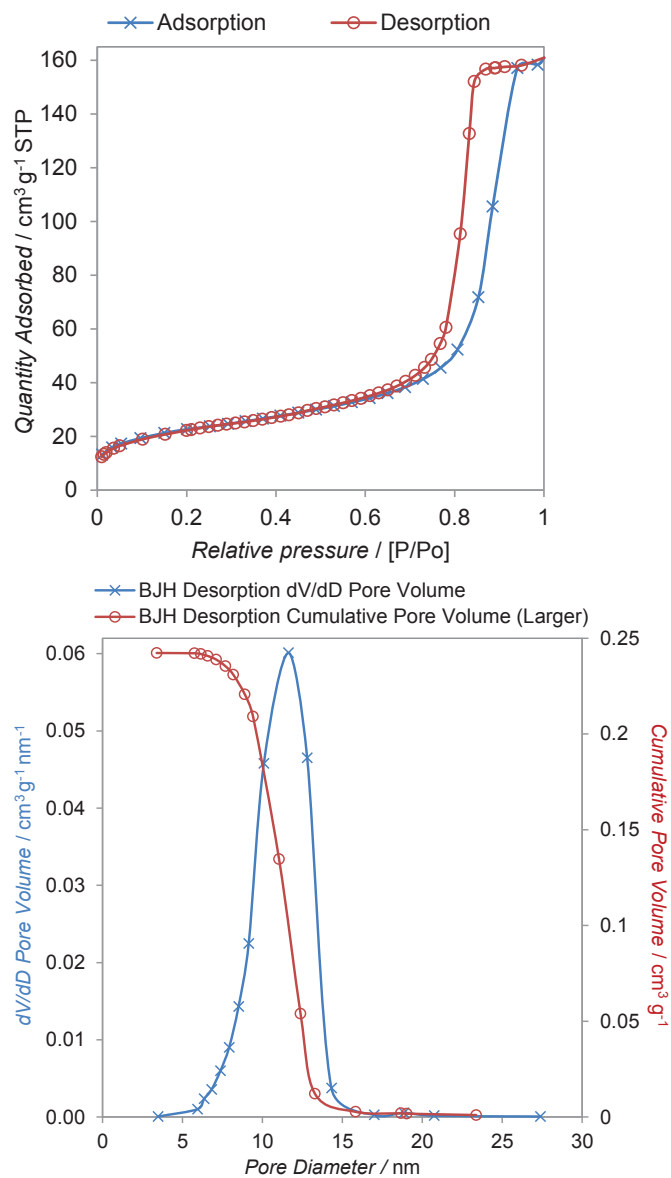 Adsorption Desorption
160
140
120
100
80
60
40
20
0
Quantity Adsorbed / cm³ g⁻¹ STP
0 0.2 0.4 0.6 0.8 1
Relative pressure / [P/Po]
BJH Desorption dV/dD Pore Volume
BJH Desorption Cumulative Pore Volume (Larger)
0.06
0.05
0.04
0.03
0.02
0.01
0.00
dV/dD Pore Volume / cm³ g⁻¹ nm⁻¹
0.25
0.2
0.15
0.1
0.05
0
Cumulative Pore
Volume / cm³ g⁻¹
0 5 10 15 20 25 30
Pore Diameter / nm